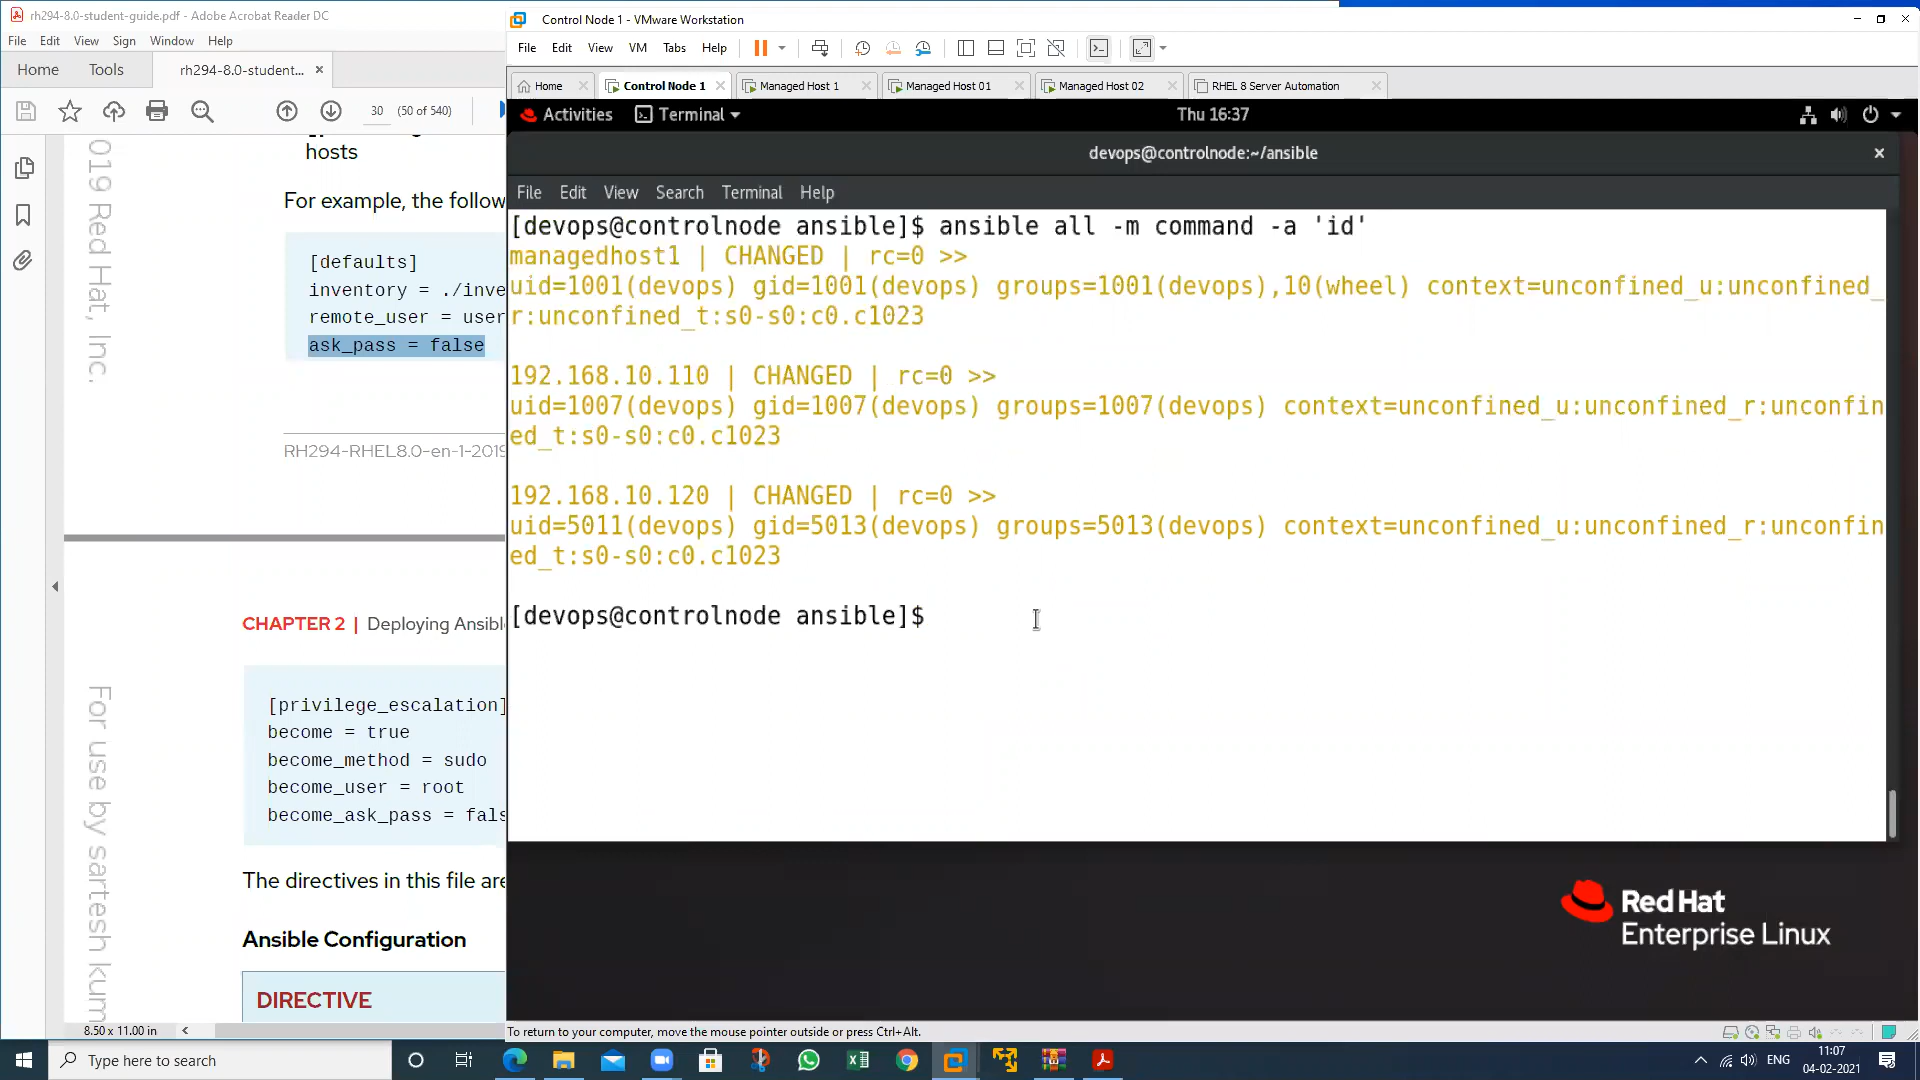 rh294-8.0-student-guide.pdf - Adobe Acrobat Reader DC
File Edit View Sign Window Help
Home Tools rh294-8.0-student...
30 (50 of 540)
hosts
For example, the follow
[defaults]
inventory = ./inve
remote_user = user
ask_pass = false
RH294-RHEL8.0-en-1-2019
019 Red Hat, Inc.
CHAPTER 2 | Deploying Ansibl
[privilege_escalation]
become = true
become_method = sudo
become_user = root
become_ask_pass = fals
The directives in this file are
Ansible Configuration
DIRECTIVE
For use by sartesh kum
8.50 x 11.00 in
Control Node 1 - VMware Workstation
File Edit View VM Tabs Help
Home Control Node 1 Managed Host 1 Managed Host 01 Managed Host 02 RHEL 8 Server Automation
Activities Terminal Thu 16:37
devops@controlnode:~/ansible
File Edit View Search Terminal Help
[devops@controlnode ansible]$ ansible all -m command -a 'id'
managedhost1 | CHANGED | rc=0 >>
uid=1001(devops) gid=1001(devops) groups=1001(devops),10(wheel) context=unconfined_u:unconfined_
r:unconfined_t:s0-s0:c0.c1023
192.168.10.110 | CHANGED | rc=0 >>
uid=1007(devops) gid=1007(devops) groups=1007(devops) context=unconfined_u:unconfined_r:unconfin
ed_t:s0-s0:c0.c1023
192.168.10.120 | CHANGED | rc=0 >>
uid=5011(devops) gid=5013(devops) groups=5013(devops) context=unconfined_u:unconfined_r:unconfin
ed_t:s0-s0:c0.c1023
[devops@controlnode ansible]$
Red Hat
Enterprise Linux
To return to your computer, move the mouse pointer outside or press Ctrl+Alt.
Type here to search
ENG
11:07
04-02-2021